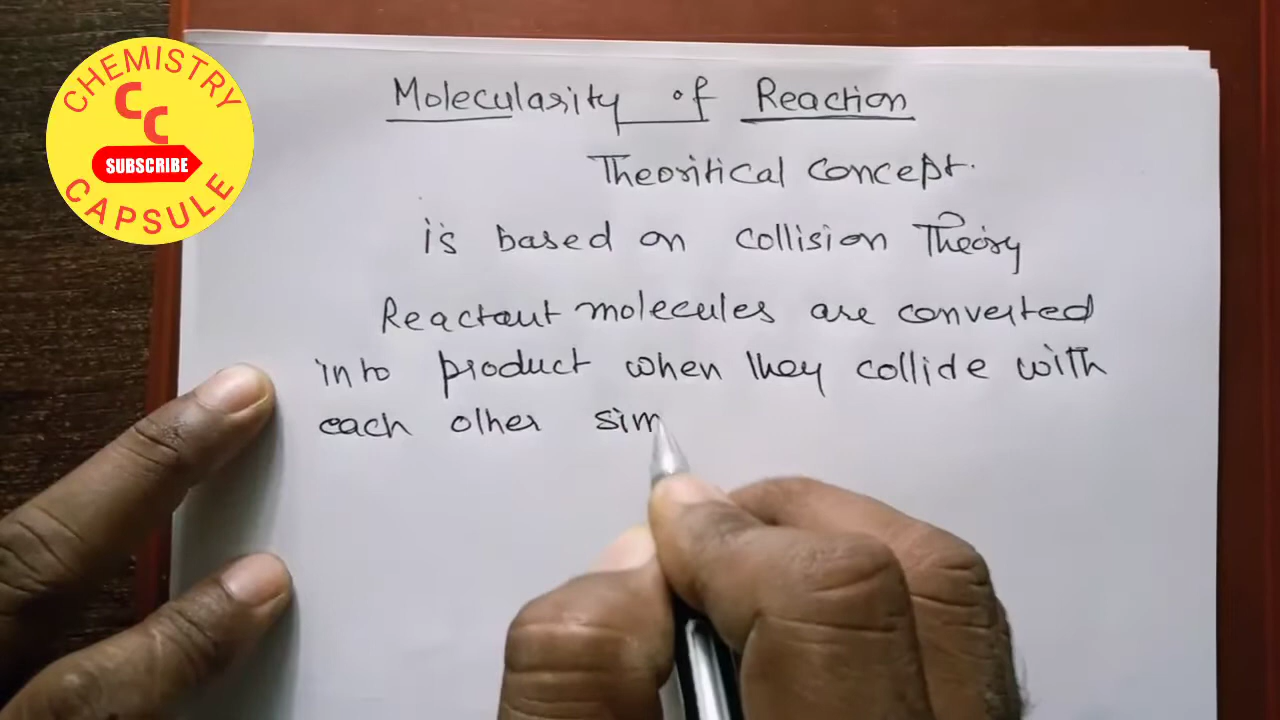 CHEMISTRY
CC
SUBSCRIBE
CAPSULE
Molecularity of Reaction
Theoritical concept.
is based on collision Theory
Reactant molecules are converted
into product when they collide with
each other sim